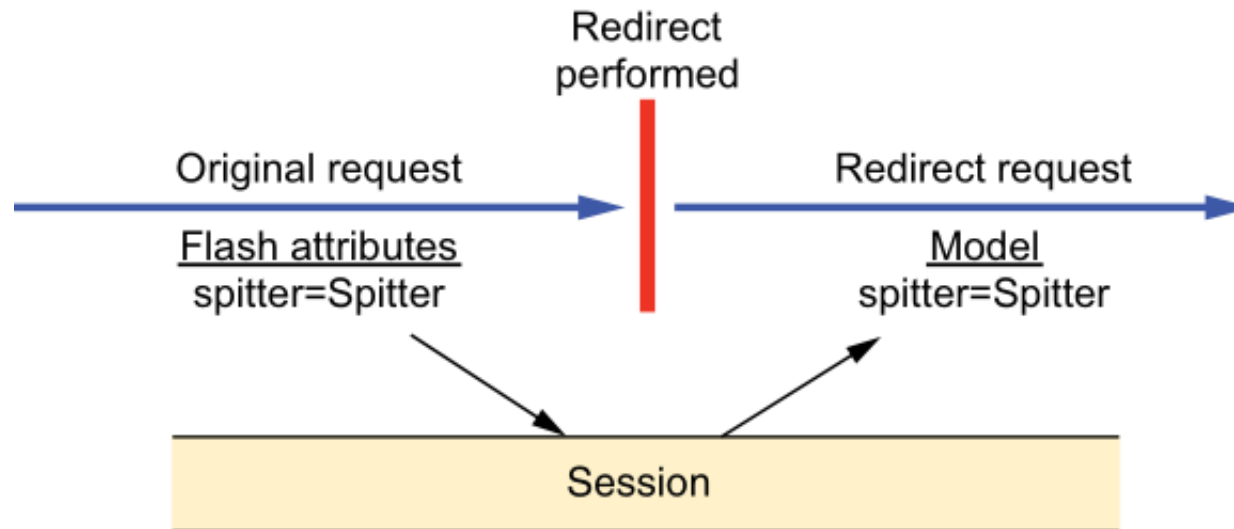 Redirect
performed
Original request
Redirect request
Flash attributes
Model
spitter=Spitter
spitter=Spitter
Session